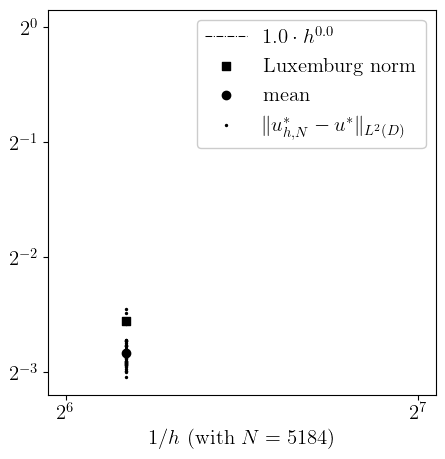 2^0
2^{-1}
2^{-2}
2^{-3}
1.0 · h^{0.0}
Luxemburg norm
mean
‖u^*_{h,N} − u^*‖_{L^2(D)}
2^6
2^7
1/h (with N = 5184)